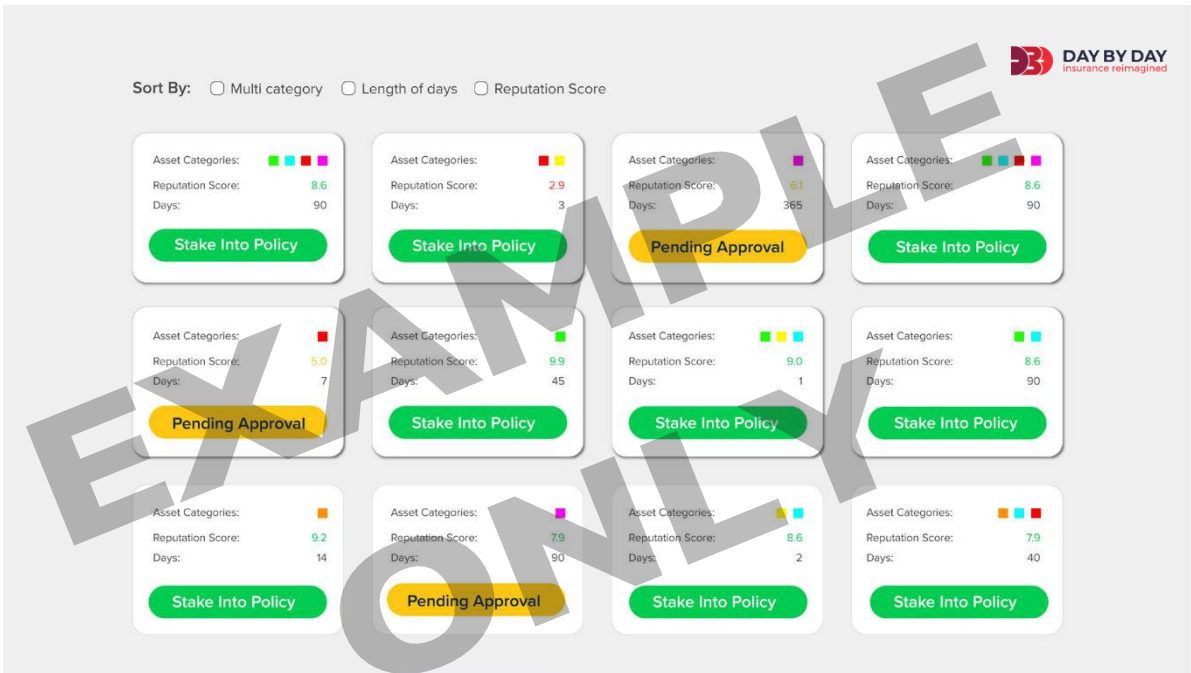 DAY BY DAY
insurance reimagined
Sort By: Multi category Length of days Reputation Score
Asset Categories:
Reputation Score: 8.6
Days: 90
Stake Into Policy
Asset Categories:
Reputation Score: 2.9
Days: 3
Stake Into Policy
Asset Categories:
Reputation Score: 6.1
Days: 365
Pending Approval
Asset Categories:
Reputation Score: 8.6
Days: 90
Stake Into Policy
Asset Categories:
Reputation Score: 5.0
Days: 7
Pending Approval
Asset Categories:
Reputation Score: 9.9
Days: 45
Stake Into Policy
Asset Categories:
Reputation Score: 9.0
Days: 1
Stake Into Policy
Asset Categories:
Reputation Score: 8.6
Days: 90
Stake Into Policy
Asset Categories:
Reputation Score: 9.2
Days: 14
Stake Into Policy
Asset Categories:
Reputation Score: 7.9
Days: 90
Pending Approval
Asset Categories:
Reputation Score: 8.6
Days: 2
Stake Into Policy
Asset Categories:
Reputation Score: 7.9
Days: 40
Stake Into Policy
EXAMPLE
ONLY